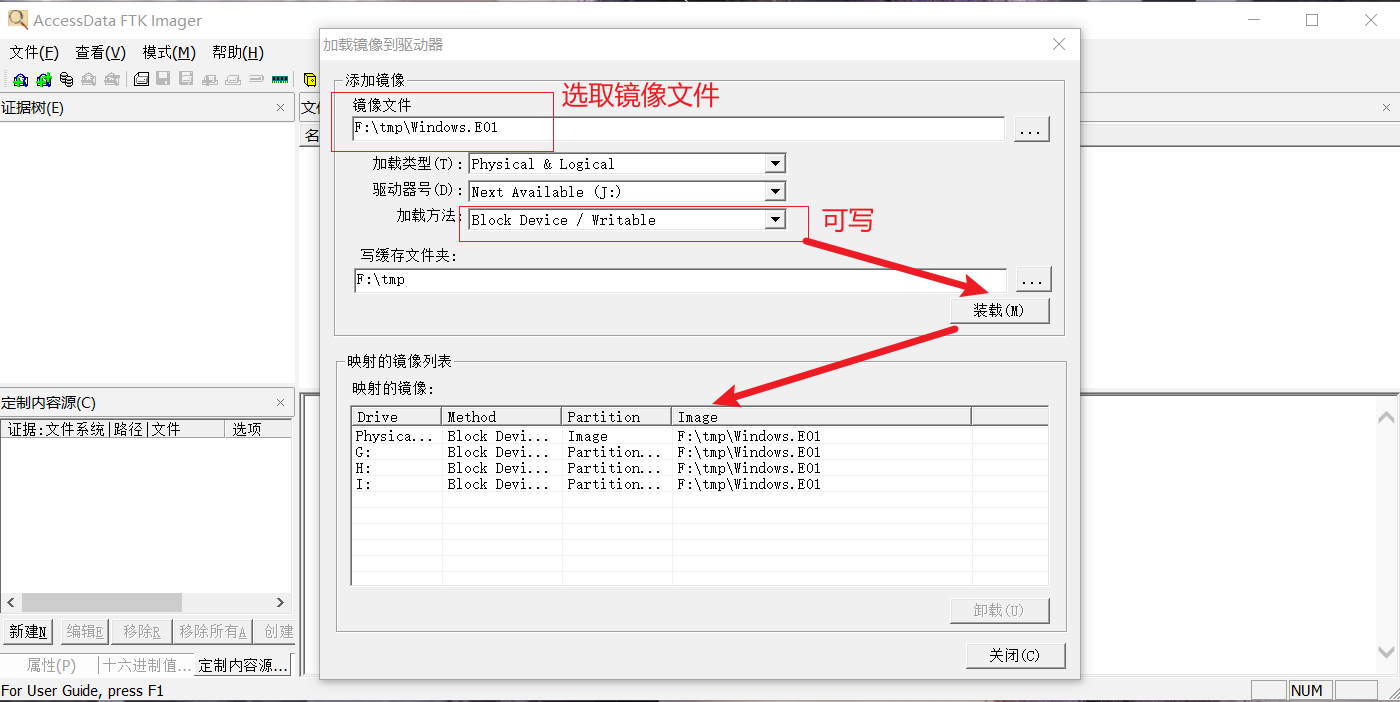 AccessData FTK Imager
文件(F) 查看(V) 模式(M) 帮助(H)
证据树(E)
文件
名
加载镜像到驱动器
添加镜像
镜像文件
选取镜像文件
F:\tmp\Windows.E01
...
加载类型(T): Physical & Logical
驱动器号(D): Next Available (J:)
加载方法: Block Device / Writable
可写
写缓存文件夹:
F:\tmp
...
装载(M)
映射的镜像列表
映射的镜像:
Drive Method Partition Image
Physica... Block Devi... Image F:\tmp\Windows.E01
G: Block Devi... Partition... F:\tmp\Windows.E01
H: Block Devi... Partition... F:\tmp\Windows.E01
I: Block Devi... Partition... F:\tmp\Windows.E01
卸载(U)
关闭(C)
定制内容源(C)
证据:文件系统|路径|文件 选项
新建N 编辑E 移除R 移除所有A 创建
属性(P) 十六进制值... 定制内容源...
For User Guide, press F1
NUM